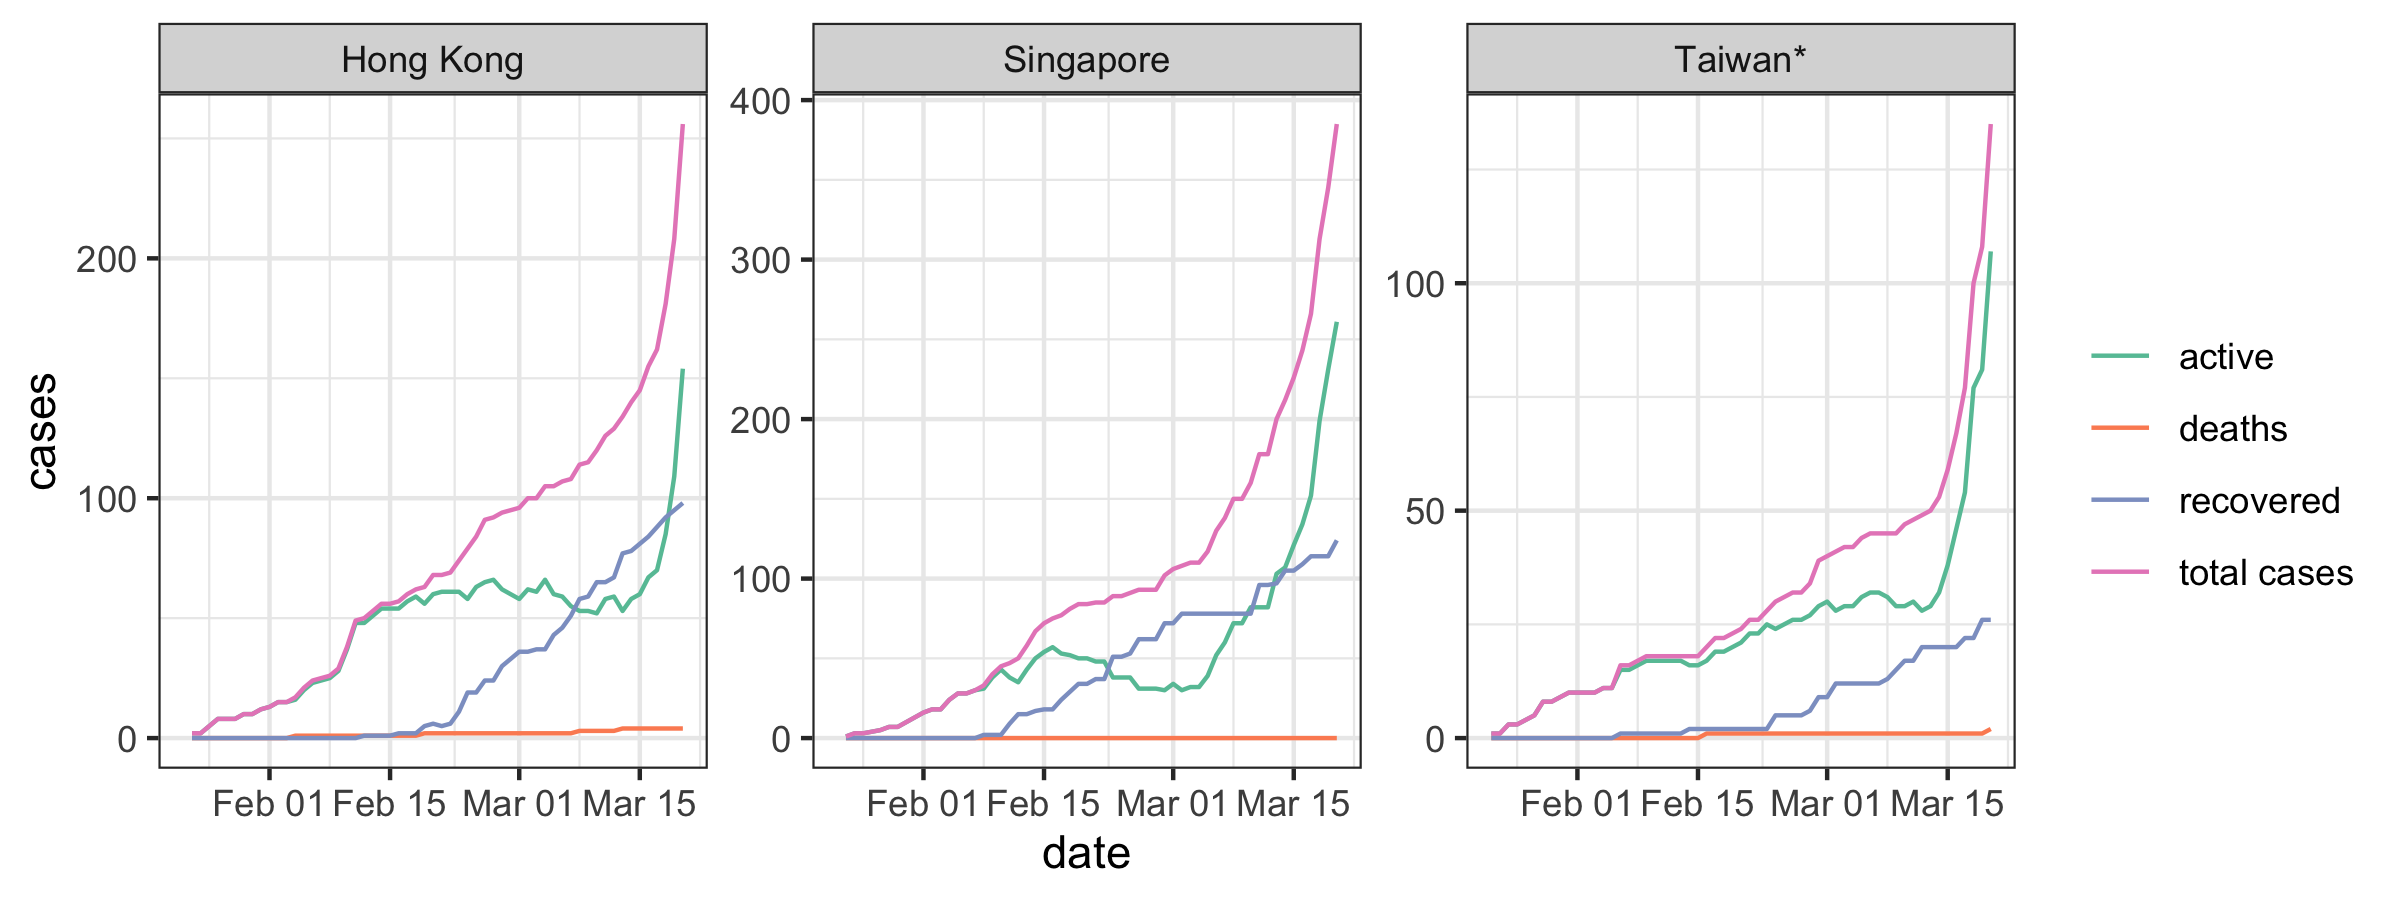 Hong Kong
Singapore
Taiwan*
cases
200
100
0
400
300
200
100
0
100
50
0
Feb 01 Feb 15 Mar 01 Mar 15
Feb 01 Feb 15 Mar 01 Mar 15
Feb 01 Feb 15 Mar 01 Mar 15
date
active
deaths
recovered
total cases